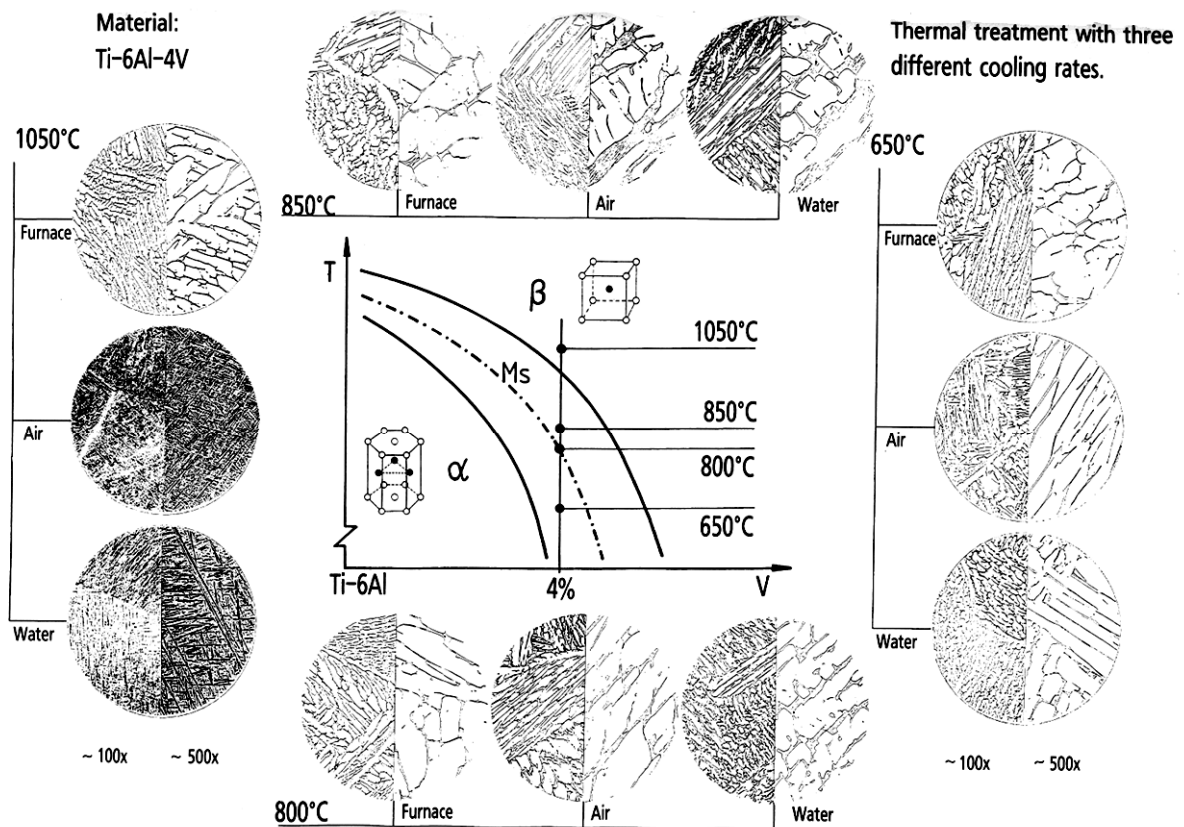 Material:
Ti-6Al-4V
Thermal treatment with three
different cooling rates.
1050°C
Furnace
Air
Water
~ 100x
~ 500x
850°C
Furnace
Air
Water
T
β
1050°C
Ms
850°C
α
800°C
650°C
Ti-6Al
4%
V
800°C
Furnace
Air
Water
650°C
Furnace
Air
Water
~ 100x
~ 500x